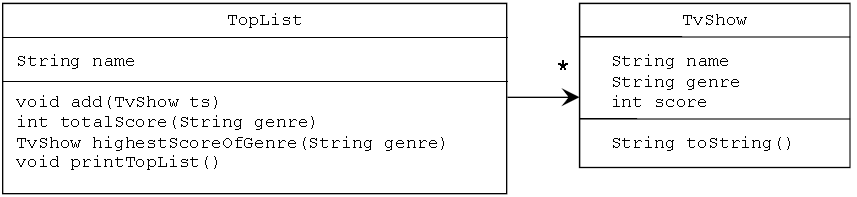 TopList
String name
void add(TvShow ts)
int totalScore(String genre)
TvShow highestScoreOfGenre(String genre)
void printTopList()
*
TvShow
String name
String genre
int score
String toString()